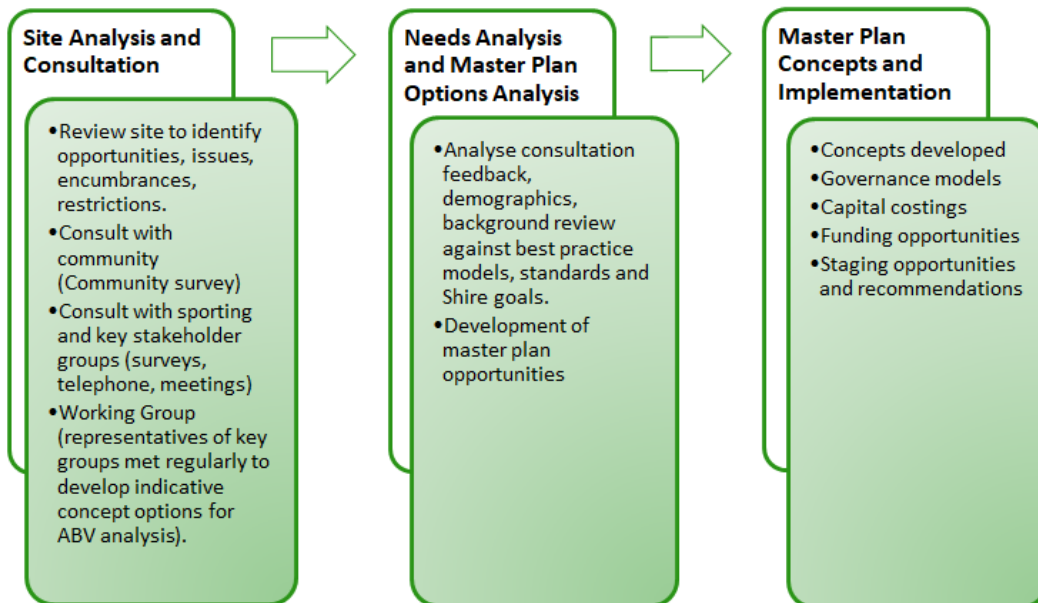 Site Analysis and
Consultation
•Review site to identify
opportunities, issues,
encumbrances,
restrictions.
•Consult with
community
(Community survey)
•Consult with sporting
and key stakeholder
groups (surveys,
telephone, meetings)
•Working Group
(representatives of key
groups met regularly to
develop indicative
concept options for
ABV analysis).
Needs Analysis
and Master Plan
Options Analysis
•Analyse consultation
feedback,
demographics,
background review
against best practice
models, standards and
Shire goals.
•Development of
master plan
opportunities
Master Plan
Concepts and
Implementation
•Concepts developed
•Governance models
•Capital costings
•Funding opportunities
•Staging opportunities
and recommendations